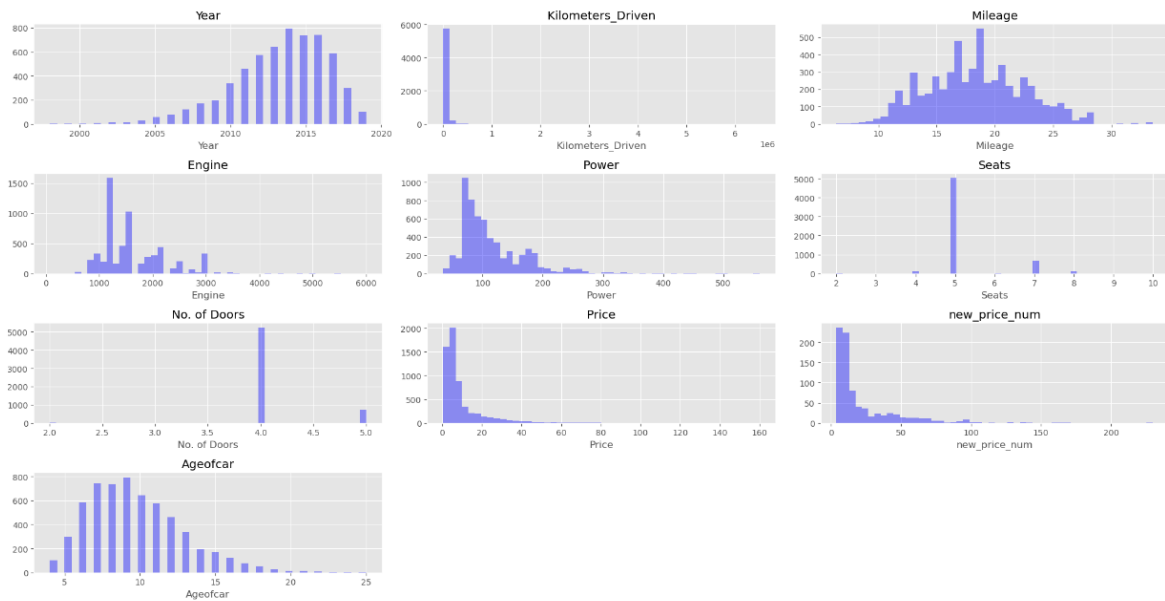 Year
800
600
400
200
0
2000 2005 2010 2015 2020
Year
Kilometers_Driven
6000
4000
2000
0
0 1 2 3 4 5 6
1e6
Kilometers_Driven
Mileage
500
400
300
200
100
0
10 15 20 25 30
Mileage
Engine
1500
1000
500
0
0 1000 2000 3000 4000 5000 6000
Engine
Power
1000
800
600
400
200
0
100 200 300 400 500
Power
Seats
5000
4000
3000
2000
1000
0
2 3 4 5 6 7 8 9 10
Seats
No. of Doors
5000
4000
3000
2000
1000
0
2.0 2.5 3.0 3.5 4.0 4.5 5.0
No. of Doors
Price
2000
1500
1000
500
0
0 20 40 60 80 100 120 140 160
Price
new_price_num
200
150
100
50
0
0 50 100 150 200
new_price_num
Ageofcar
800
600
400
200
0
5 10 15 20 25
Ageofcar